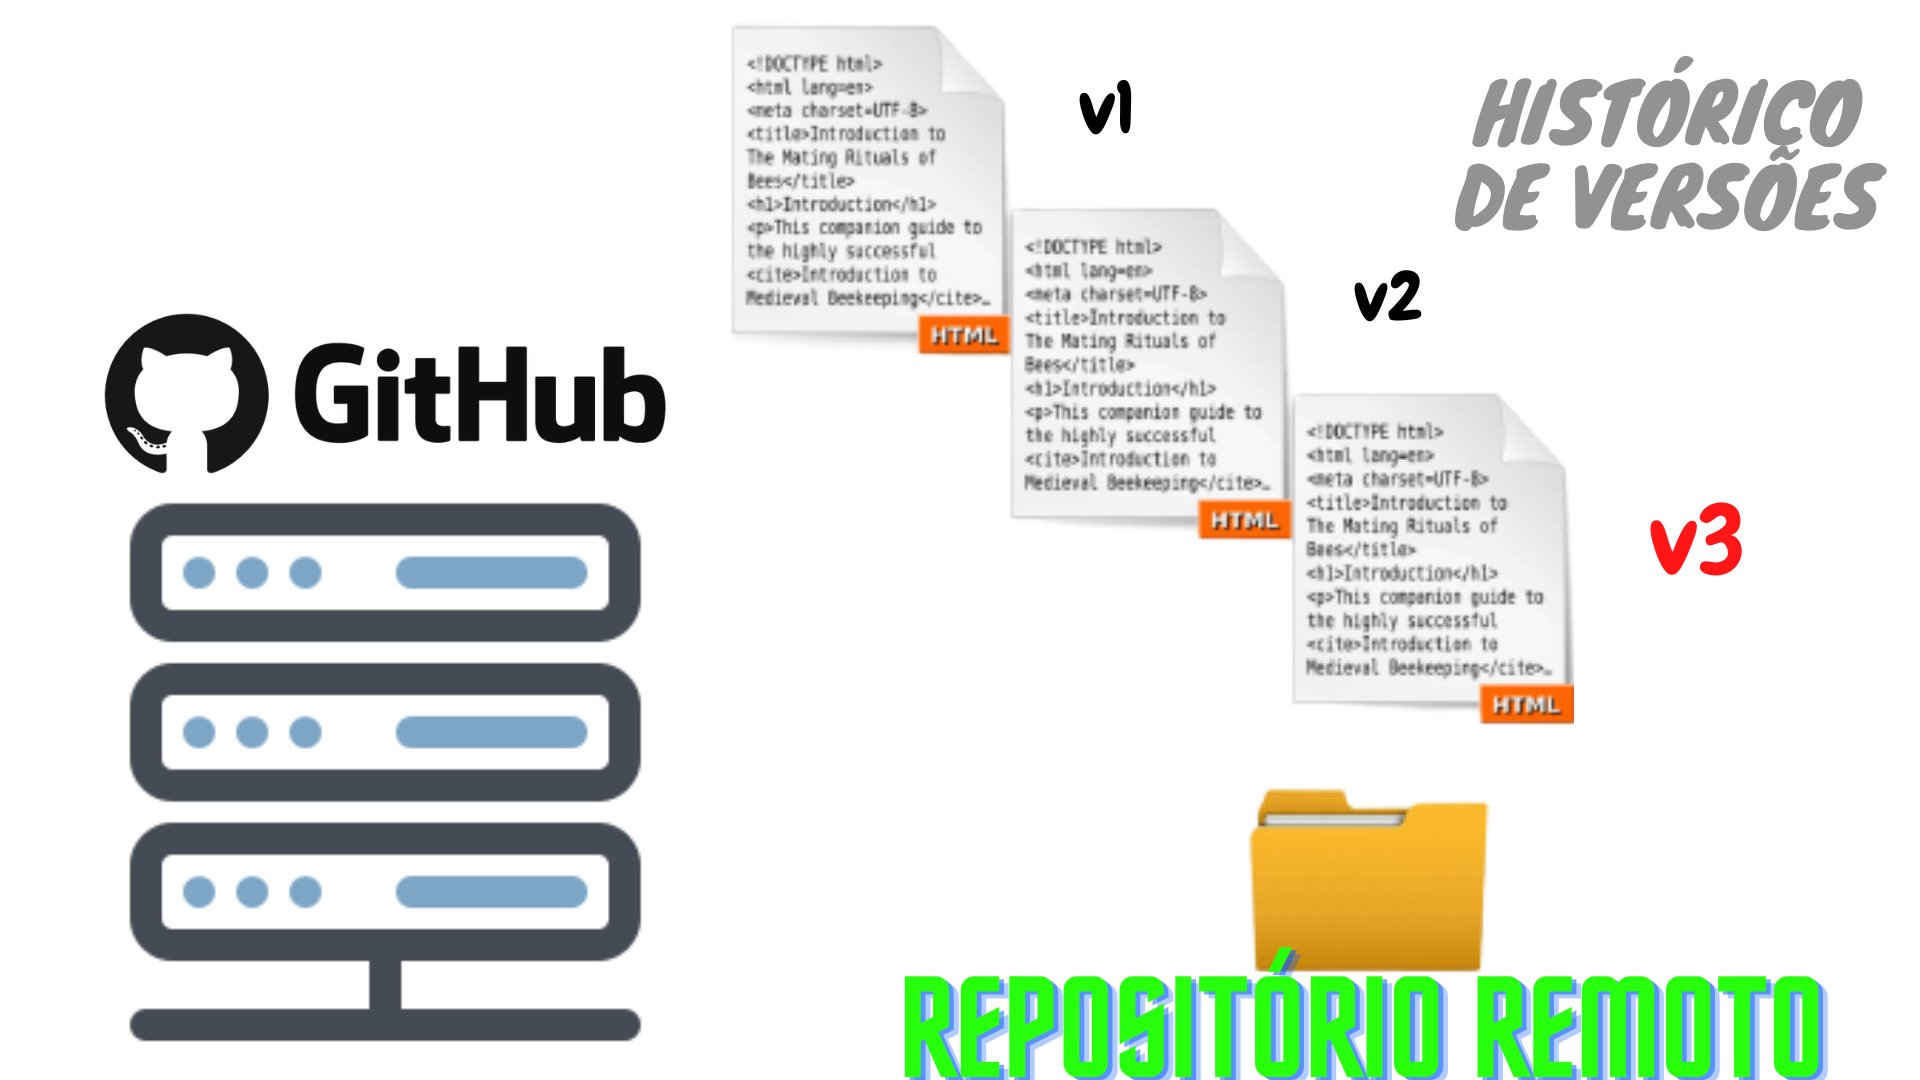 <!DOCTYPE html>
<html lang=en>
<meta charset=UTF-8>
<title>Introduction to
The Mating Rituals of
Bees</title>
<h1>Introduction</h1>
<p>This companion guide to
the highly successful
<cite>Introduction to
Medieval Beekeeping</cite>…
HTML
v1
HISTÓRICO
DE VERSÕES
<!DOCTYPE html>
<html lang=en>
<meta charset=UTF-8>
<title>Introduction to
The Mating Rituals of
Bees</title>
<h1>Introduction</h1>
<p>This companion guide to
the highly successful
<cite>Introduction to
Medieval Beekeeping</cite>…
HTML
v2
GitHub
<!DOCTYPE html>
<html lang=en>
<meta charset=UTF-8>
<title>Introduction to
The Mating Rituals of
Bees</title>
<h1>Introduction</h1>
<p>This companion guide to
the highly successful
<cite>Introduction to
Medieval Beekeeping</cite>…
HTML
v3
REPOSITÓRIO REMOTO